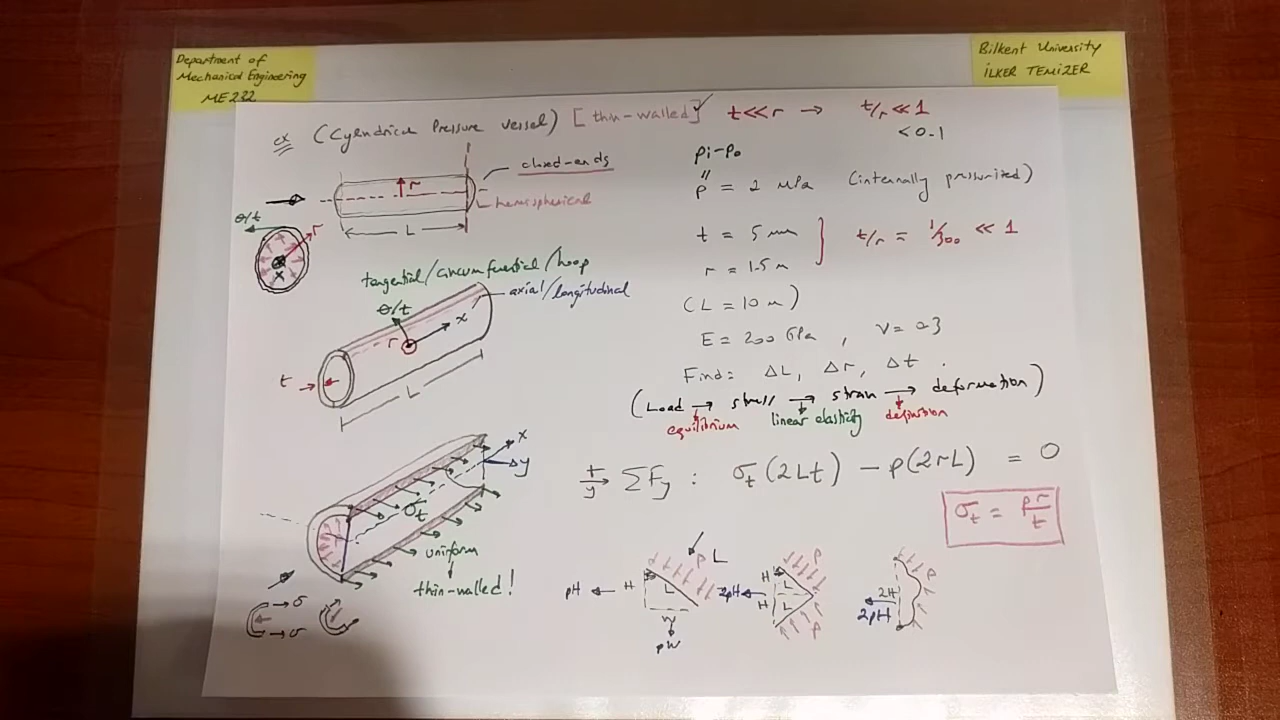 Department of
Mechanical Engineering
ME232
Bilkent University
İLKER TEMİZER
ex (Cylindrical Pressure vessel) [thin-walled] ✓ t<<r → t/r << 1
< 0.1
closed-ends
hemispherical
r
L
θ/t
r
x
pi-po
"
p = 2 MPa (internally pressurized)
t = 5 mm
r = 1.5 m
t/r = 1/300 << 1
(L = 10 m)
E = 200 GPa , ν = 0.3
Find: ΔL, Δr, Δt .
(Load → stress → strain → deformation)
equilibrium linear elasticity definition
tangential/circumferential/hoop
axial/longitudinal
θ/t
x
r
t
L
x
y
σt
uniform
thin-walled!
σ
σ
+→ y ΣFy : σt (2Lt) - p(2rL) = 0
σt = pr/t
pH H L P L
W
pW
2pH H H L L P P
2H P
2pH